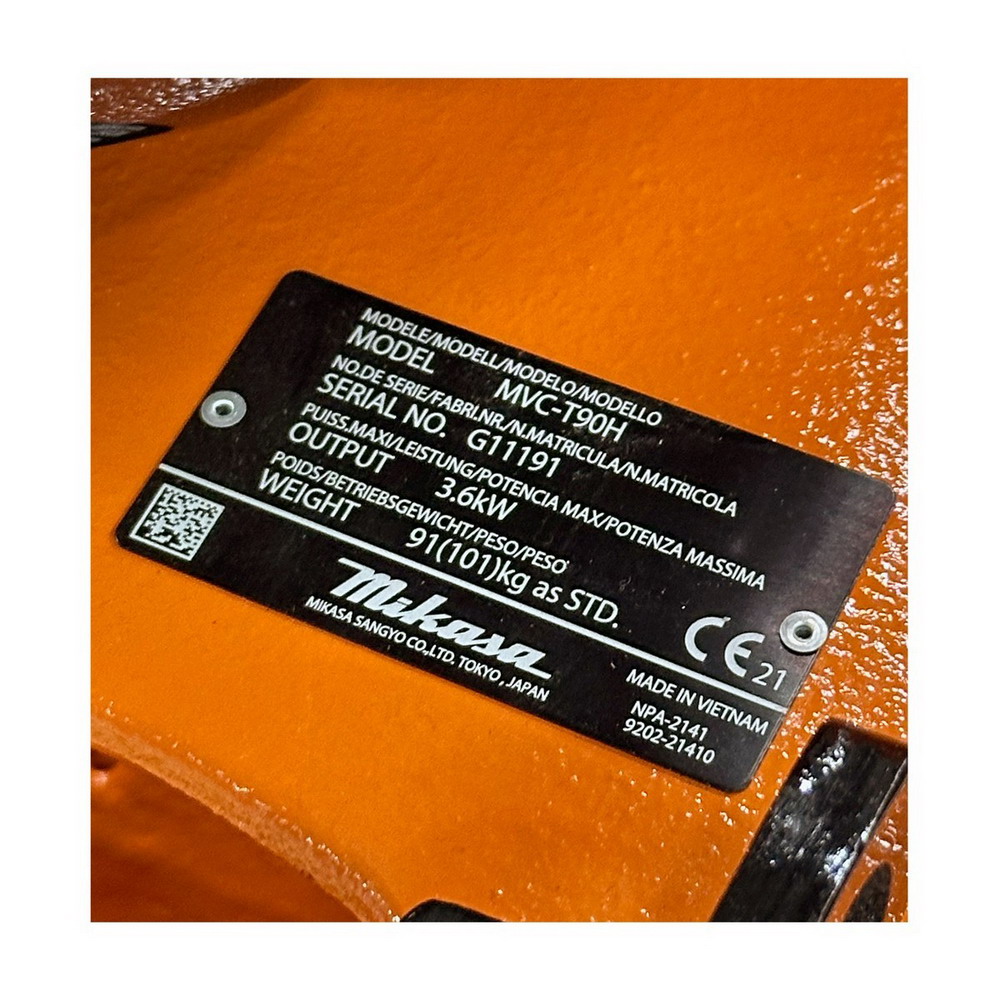 MODELE/MODELL/MODELO/MODELLO
MODEL MVC-T90H
NO.DE SERIE/FABRI.NR./N.MATRICULA/N.MATRICOLA
SERIAL NO. G11191
PUISS.MAXI/LEISTUNG/POTENCIA MAX/POTENZA MASSIMA
OUTPUT 3.6kW
POIDS/BETRIEBSGEWICHT/PESO/PESO
WEIGHT 91(101)kg as STD.
CE 21
Mikasa
MIKASA SANGYO CO.,LTD. TOKYO, JAPAN
MADE IN VIETNAM
NPA-2141
9202-21410